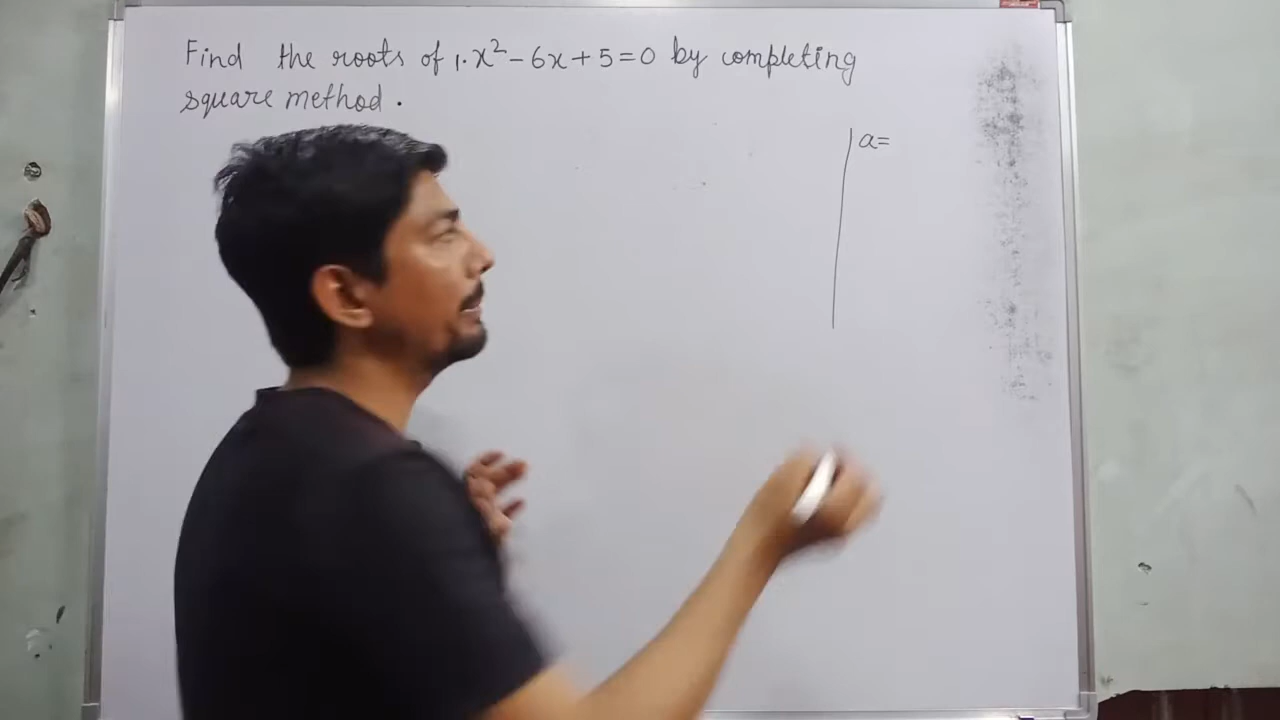 Find the roots of 1.x² - 6x + 5 = 0 by completing
square method.
a=